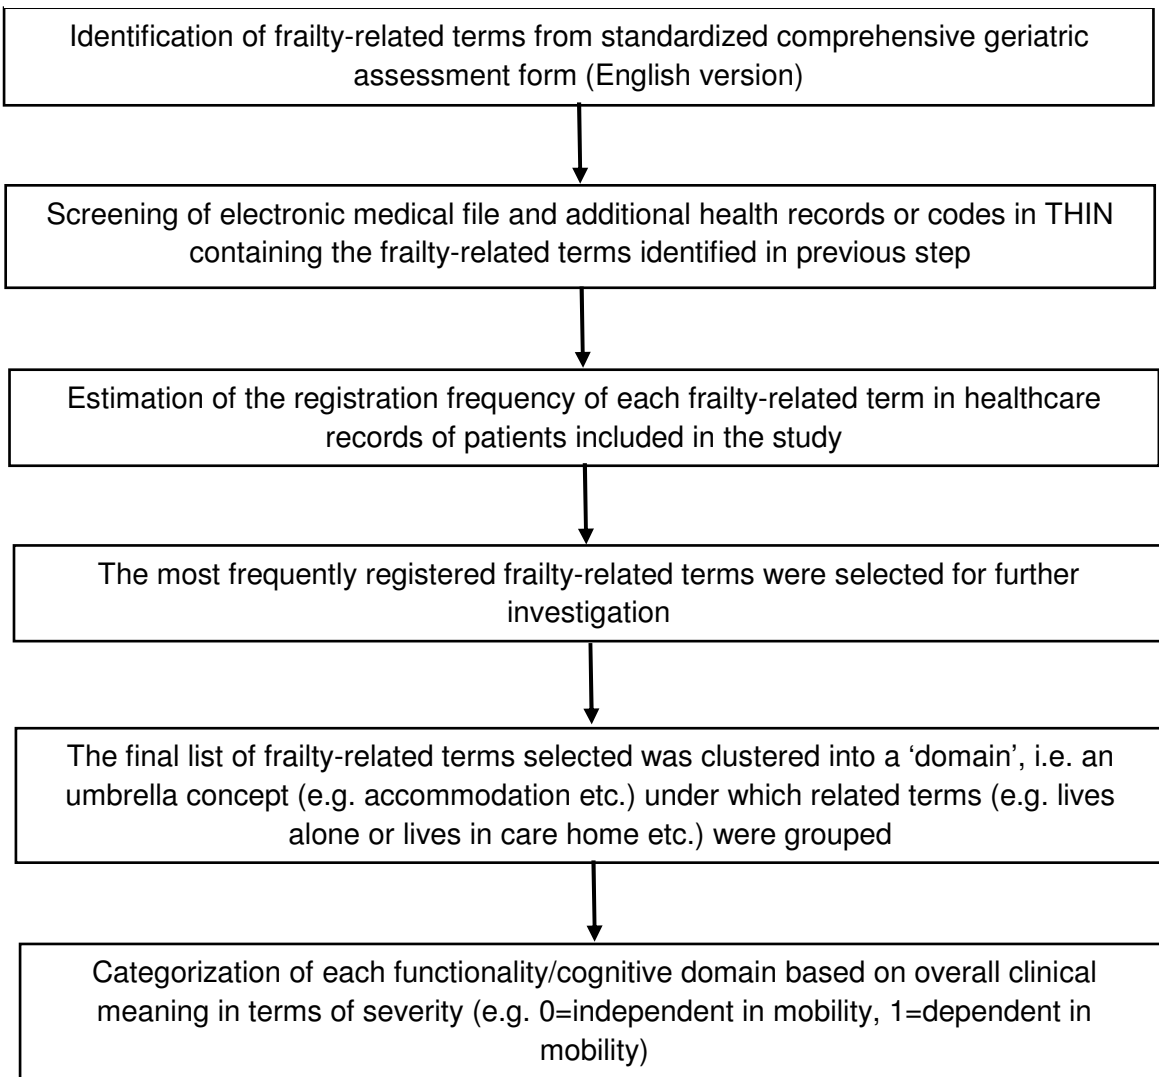 Identification of frailty-related terms from standardized comprehensive geriatric
assessment form (English version)
Screening of electronic medical file and additional health records or codes in THIN
containing the frailty-related terms identified in previous step
Estimation of the registration frequency of each frailty-related term in healthcare
records of patients included in the study
The most frequently registered frailty-related terms were selected for further
investigation
The final list of frailty-related terms selected was clustered into a ‘domain’, i.e. an
umbrella concept (e.g. accommodation etc.) under which related terms (e.g. lives
alone or lives in care home etc.) were grouped
Categorization of each functionality/cognitive domain based on overall clinical
meaning in terms of severity (e.g. 0=independent in mobility, 1=dependent in
mobility)